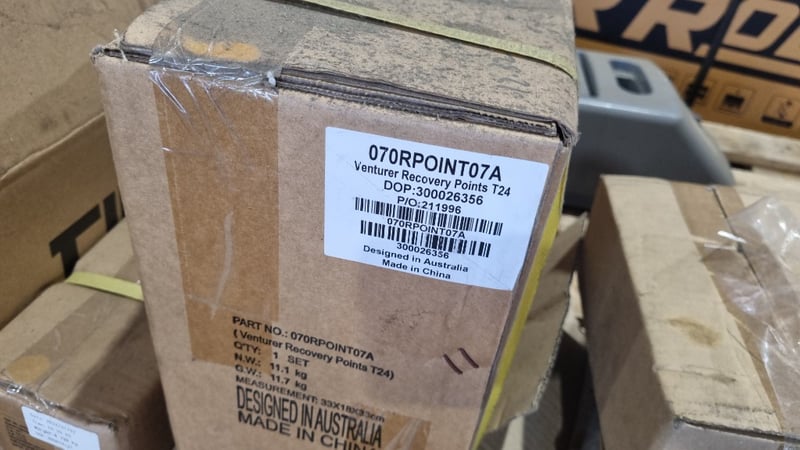 070RPOINT07A
Venturer Recovery Points T24
DOP:300026356
P/O:211996
070RPOINT07A
300026356
Designed in Australia
Made in China
PART NO.: 070RPOINT07A
( Venturer Recovery Points T24)
Q'TY: 1 SET
N.W.: 11.1 kg
G.W.: 11.7 kg
MEASUREMENT: 33X18X33cm
DESIGNED IN AUSTRALIA
MADE IN CHINA